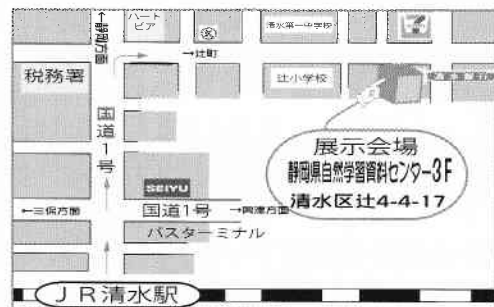 ←静岡方面
ハート
ピア
文
清水第一中学校
→辻町
税務署
辻小学校
国道1号
展示会場
静岡県自然学習資料センター3F
清水区辻4-4-17
SEIYU
←三保方面
国道1号
→興津方面
バスターミナル
JR清水駅